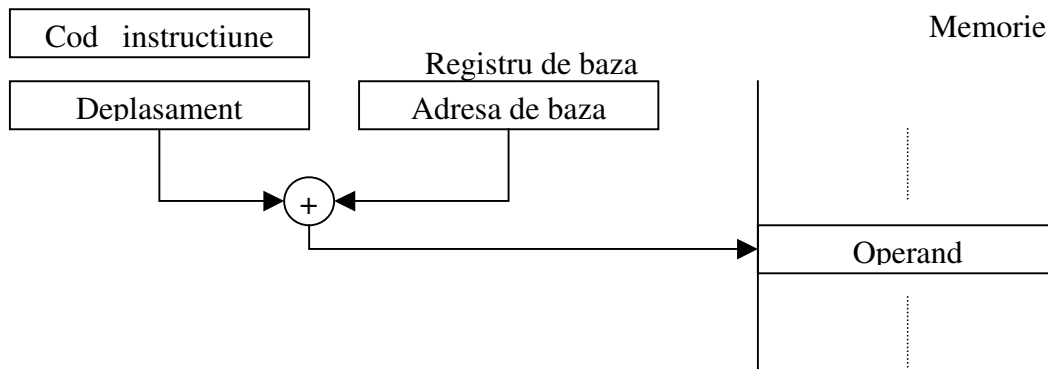 Cod instructiune
Memorie
Registru de baza
Deplasament
Adresa de baza
+
Operand